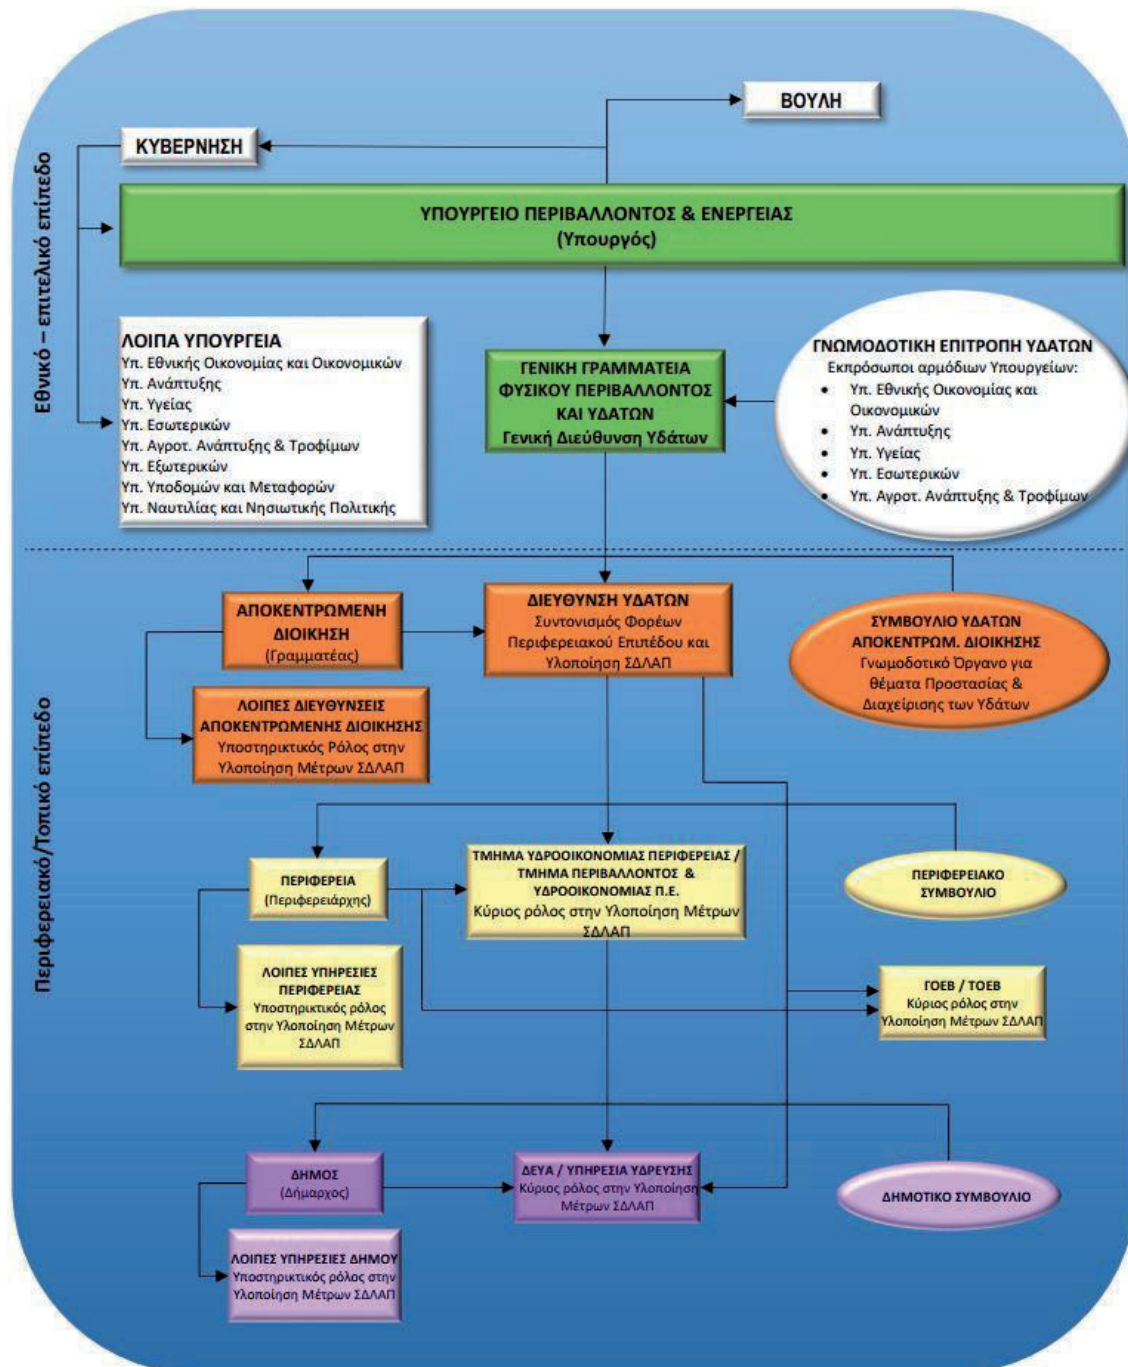 ΒΟΥΛΗ
ΚΥΒΕΡΝΗΣΗ
Εθνικό – επιτελικό επίπεδο
ΥΠΟΥΡΓΕΙΟ ΠΕΡΙΒΑΛΛΟΝΤΟΣ & ΕΝΕΡΓΕΙΑΣ
(Υπουργός)
ΛΟΙΠΑ ΥΠΟΥΡΓΕΙΑ
Υπ. Εθνικής Οικονομίας και Οικονομικών
Υπ. Ανάπτυξης
Υπ. Υγείας
Υπ. Εσωτερικών
Υπ. Αγροτ. Ανάπτυξης & Τροφίμων
Υπ. Εξωτερικών
Υπ. Υποδομών και Μεταφορών
Υπ. Ναυτιλίας και Νησιωτικής Πολιτικής
ΓΕΝΙΚΗ ΓΡΑΜΜΑΤΕΙΑ
ΦΥΣΙΚΟΥ ΠΕΡΙΒΑΛΛΟΝΤΟΣ
ΚΑΙ ΥΔΑΤΩΝ
Γενική Διεύθυνση Υδάτων
ΓΝΩΜΟΔΟΤΙΚΗ ΕΠΙΤΡΟΠΗ ΥΔΑΤΩΝ
Εκπρόσωποι αρμόδιων Υπουργείων:
• Υπ. Εθνικής Οικονομίας και
Οικονομικών
• Υπ. Ανάπτυξης
• Υπ. Υγείας
• Υπ. Εσωτερικών
• Υπ. Αγροτ. Ανάπτυξης & Τροφίμων
Περιφερειακό/Τοπικό επίπεδο
ΑΠΟΚΕΝΤΡΩΜΕΝΗ
ΔΙΟΙΚΗΣΗ
(Γραμματέας)
ΔΙΕΥΘΥΝΣΗ ΥΔΑΤΩΝ
Συντονισμός Φορέων
Περιφερειακού Επιπέδου και
Υλοποίηση ΣΔΛΑΠ
ΣΥΜΒΟΥΛΙΟ ΥΔΑΤΩΝ
ΑΠΟΚΕΝΤΡΩΜ. ΔΙΟΙΚΗΣΗΣ
Γνωμοδοτικό Όργανο για
θέματα Προστασίας &
Διαχείρισης των Υδάτων
ΛΟΙΠΕΣ ΔΙΕΥΘΥΝΣΕΙΣ
ΑΠΟΚΕΝΤΡΩΜΕΝΗΣ ΔΙΟΙΚΗΣΗΣ
Υποστηρικτικός Ρόλος στην
Υλοποίηση Μέτρων ΣΔΛΑΠ
ΠΕΡΙΦΕΡΕΙΑ
(Περιφερειάρχης)
ΤΜΗΜΑ ΥΔΡΟΟΙΚΟΝΟΜΙΑΣ ΠΕΡΙΦΕΡΕΙΑΣ /
ΤΜΗΜΑ ΠΕΡΙΒΑΛΛΟΝΤΟΣ &
ΥΔΡΟΟΙΚΟΝΟΜΙΑΣ Π.Ε.
Κύριος ρόλος στην Υλοποίηση Μέτρων
ΣΔΛΑΠ
ΠΕΡΙΦΕΡΕΙΑΚΟ
ΣΥΜΒΟΥΛΙΟ
ΛΟΙΠΕΣ ΥΠΗΡΕΣΙΕΣ
ΠΕΡΙΦΕΡΕΙΑΣ
Υποστηρικτικός ρόλος
στην Υλοποίηση Μέτρων
ΣΔΛΑΠ
ΓΟΕΒ / ΤΟΕΒ
Κύριος ρόλος στην
Υλοποίηση Μέτρων ΣΔΛΑΠ
ΔΗΜΟΣ
(Δήμαρχος)
ΔΕΥΑ / ΥΠΗΡΕΣΙΑ ΥΔΡΕΥΣΗΣ
Κύριος ρόλος στην Υλοποίηση
Μέτρων ΣΔΛΑΠ
ΔΗΜΟΤΙΚΟ ΣΥΜΒΟΥΛΙΟ
ΛΟΙΠΕΣ ΥΠΗΡΕΣΙΕΣ ΔΗΜΟΥ
Υποστηρικτικός ρόλος στην
Υλοποίηση Μέτρων ΣΔΛΑΠ